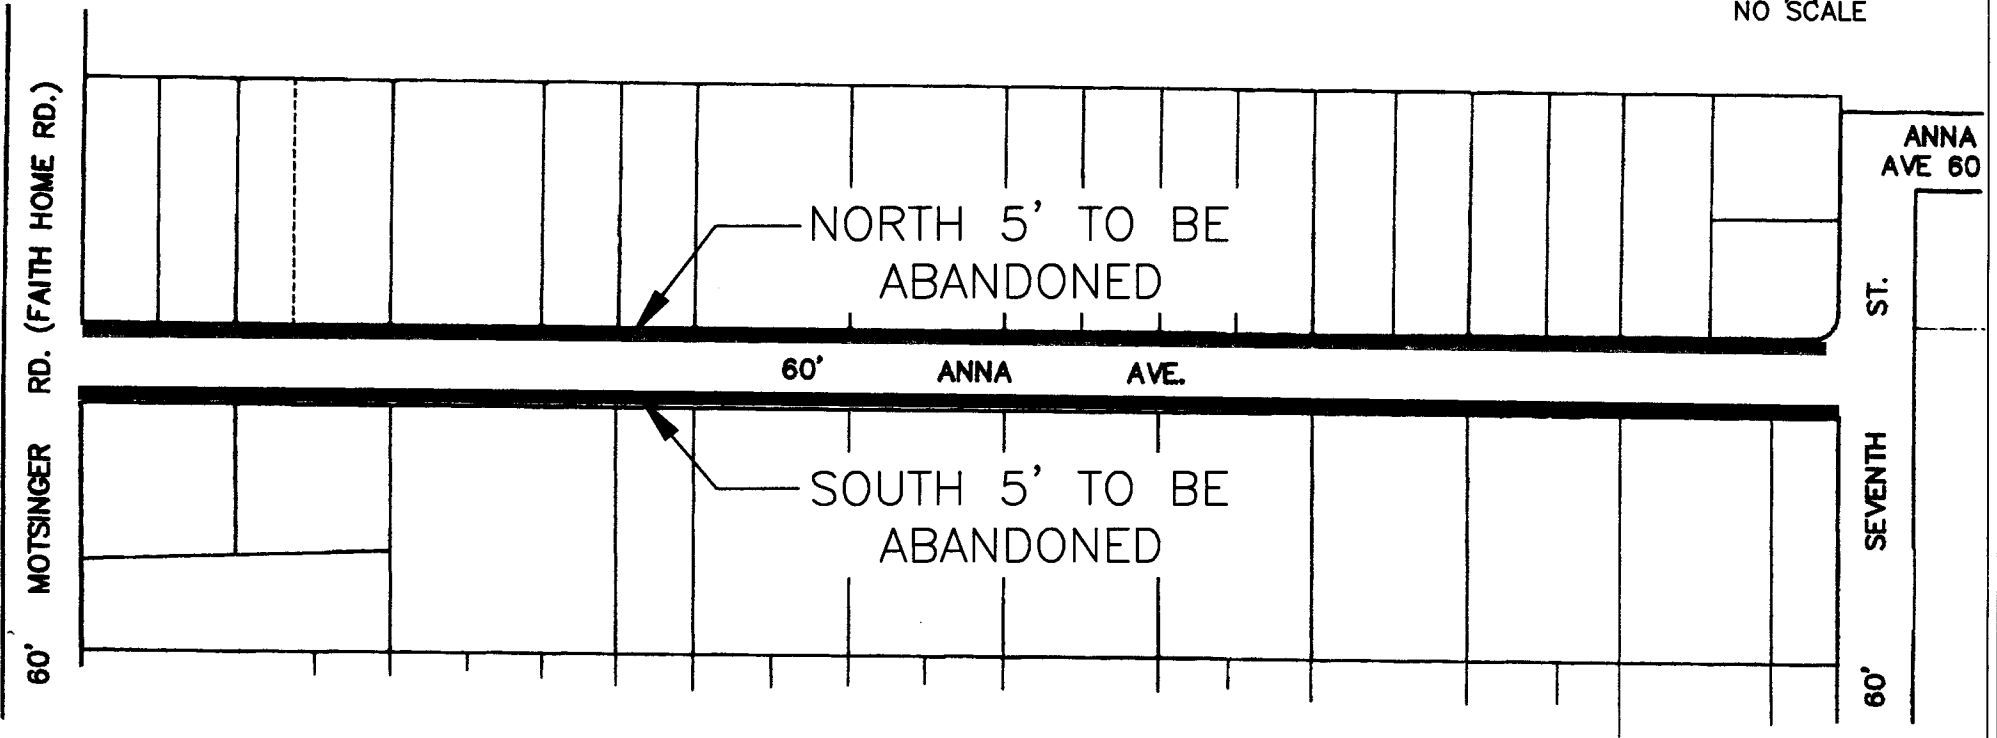 NO SCALE
ANNA
AVE 60
60' MOTSINGER RD. (FAITH HOME RD.)
NORTH 5' TO BE
ABANDONED
60' ANNA AVE.
SOUTH 5' TO BE
ABANDONED
60' SEVENTH ST.